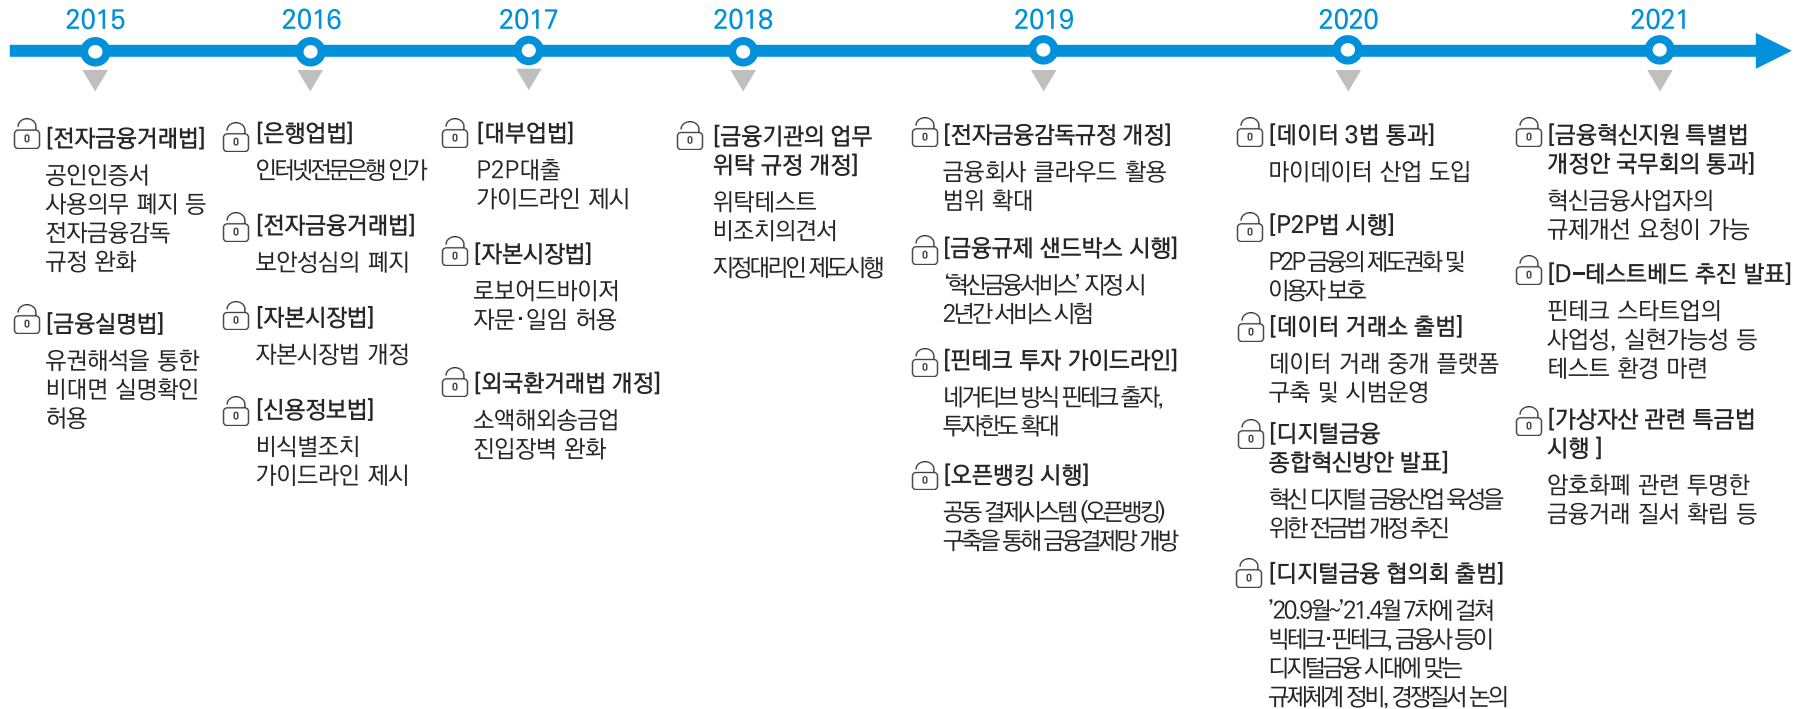 2015
[전자금융거래법]
공인인증서
사용의무 폐지 등
전자금융감독
규정 완화
[금융실명법]
유권해석을 통한
비대면 실명확인
허용
2016
[은행업법]
인터넷전문은행 인가
[전자금융거래법]
보안성심의 폐지
[자본시장법]
자본시장법 개정
[신용정보법]
비식별조치
가이드라인 제시
2017
[대부업법]
P2P대출
가이드라인 제시
[자본시장법]
로보어드바이저
자문·일임 허용
[외국환거래법 개정]
소액해외송금업
진입장벽 완화
2018
[금융기관의 업무
위탁 규정 개정]
위탁테스트
비조치의견서
지정대리인 제도시행
2019
[전자금융감독규정 개정]
금융회사 클라우드 활용
범위 확대
[금융규제 샌드박스 시행]
‘혁신금융서비스’ 지정 시
2년간 서비스 시험
[핀테크 투자 가이드라인]
네거티브 방식 핀테크 출자,
투자한도 확대
[오픈뱅킹 시행]
공동 결제시스템 (오픈뱅킹)
구축을 통해 금융결제망 개방
2020
[데이터 3법 통과]
마이데이터 산업 도입
[P2P법 시행]
P2P 금융의 제도권화 및
이용자 보호
[데이터 거래소 출범]
데이터 거래 중개 플랫폼
구축 및 시범운영
[디지털금융
종합혁신방안 발표]
혁신 디지털 금융산업 육성을
위한 전금법 개정 추진
[디지털금융 협의회 출범]
’20.9월~’21.4월 7차에 걸쳐
빅테크·핀테크, 금융사 등이
디지털금융 시대에 맞는
규제체계 정비, 경쟁질서 논의
2021
[금융혁신지원 특별법
개정안 국무회의 통과]
혁신금융사업자의
규제개선 요청이 가능
[D-테스트베드 추진 발표]
핀테크 스타트업의
사업성, 실현가능성 등
테스트 환경 마련
[가상자산 관련 특금법
시행 ]
암호화폐 관련 투명한
금융거래 질서 확립 등